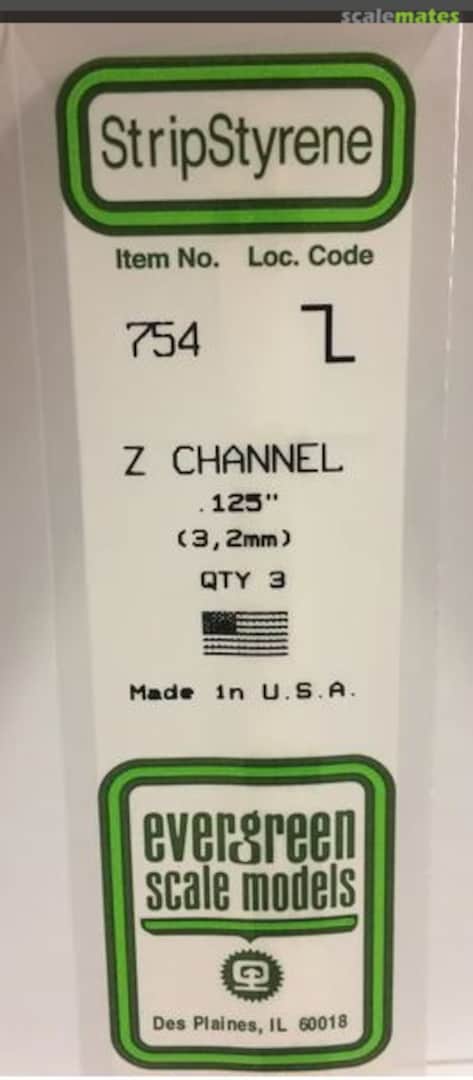 scalemates
StripStyrene
Item No. Loc. Code
754
Z CHANNEL
.125"
(3,2mm)
QTY 3
Made in U.S.A.
evergreen
scale models
Des Plaines, IL 60018